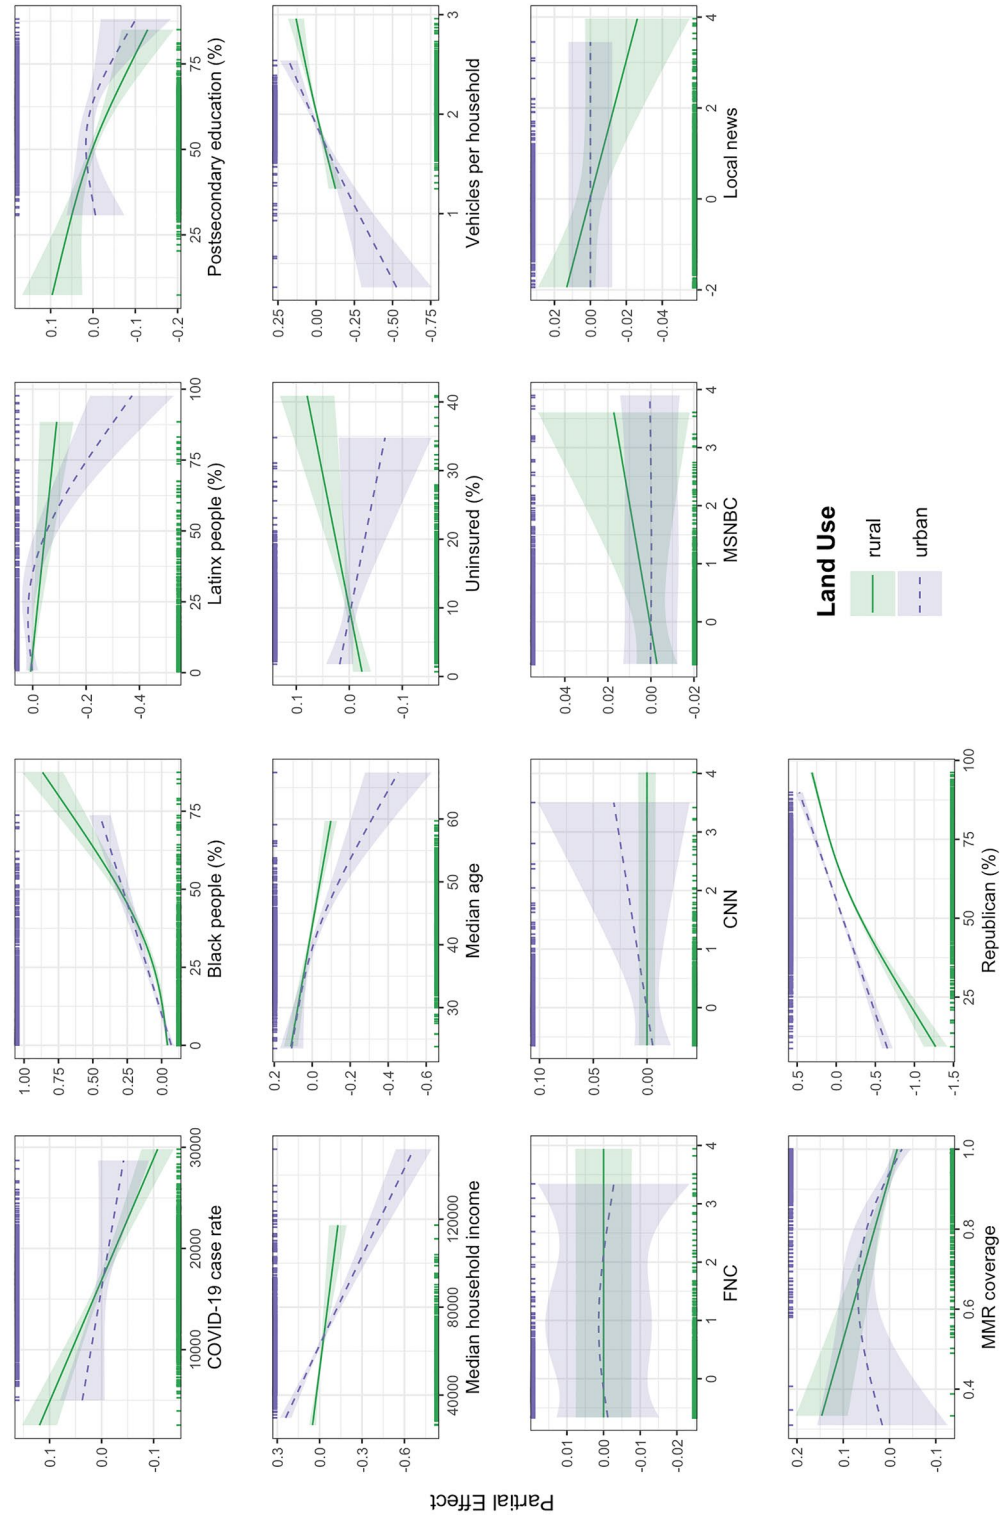 Partial Effect
0.1
0.0
-0.1
10000 20000 30000
COVID-19 case rate
1.00
0.75
0.50
0.25
0.00
0 25 50 75
Black people (%)
0.0
-0.2
-0.4
0 25 50 75 100
Latinx people (%)
0.1
0.0
-0.1
-0.2
25 50 75
Postsecondary education (%)
0.3
0.0
-0.3
-0.6
40000 80000 120000
Median household income
0.2
0.0
-0.2
-0.4
-0.6
30 40 50 60
Median age
0.1
0.0
-0.1
0 10 20 30 40
Uninsured (%)
0.25
0.00
-0.25
-0.50
-0.75
1 2 3
Vehicles per household
0.01
0.00
-0.01
-0.02
0 1 2 3 4
FNC
0.10
0.05
0.00
0 1 2 3 4
CNN
0.04
0.02
0.00
-0.02
0 1 2 3 4
MSNBC
0.02
0.00
-0.02
-0.04
-2 0 2 4
Local news
0.2
0.1
0.0
-0.1
0.4 0.6 0.8 1.0
MMR coverage
0.5
0.0
-0.5
-1.0
-1.5
25 50 75 100
Republican (%)
Land Use
rural
urban